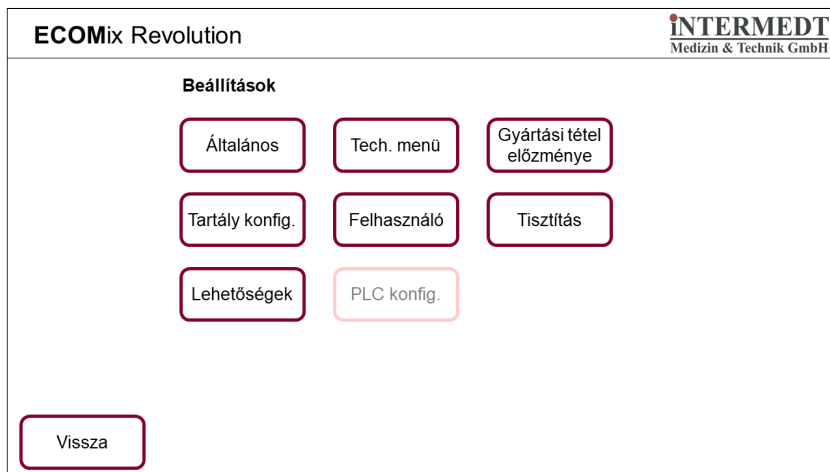 ECOMix Revolution
INTERMEDT
Medizin & Technik GmbH
Beállítások
Általános
Tech. menü
Gyártási tétel
előzménye
Tartály konfig.
Felhasználó
Tisztítás
Lehetőségek
PLC konfig.
Vissza